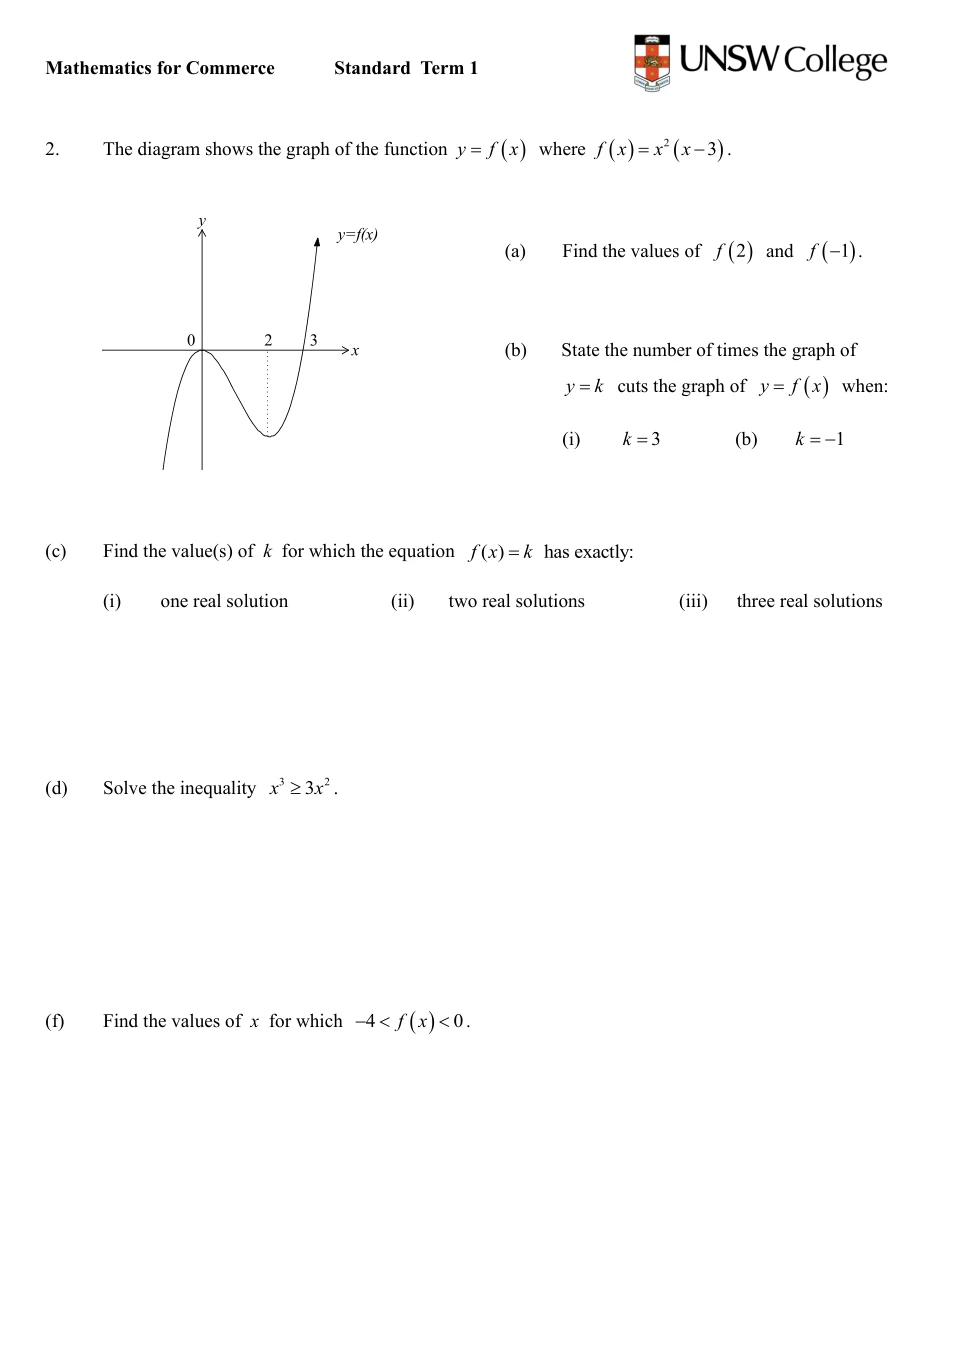 Mathematics for Commerce Standard Term 1
UNSW College
2. The diagram shows the graph of the function y = f(x) where f(x) = x²(x−3).
y
y=f(x)
0 2 3
x
(a) Find the values of f(2) and f(−1).
(b) State the number of times the graph of
y = k cuts the graph of y = f(x) when:
(i) k = 3 (b) k = −1
(c) Find the value(s) of k for which the equation f(x) = k has exactly:
(i) one real solution (ii) two real solutions (iii) three real solutions
(d) Solve the inequality x³ ≥ 3x².
(f) Find the values of x for which −4 < f(x) < 0.